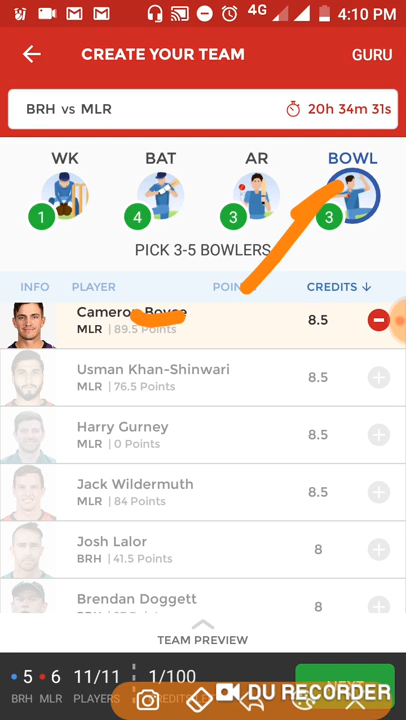 4G 4:10 PM
CREATE YOUR TEAM GURU
BRH vs MLR 20h 34m 31s
WK BAT AR BOWL
1 4 3 3
PICK 3-5 BOWLERS
INFO PLAYER POINTS CREDITS
Cameron Boyce
MLR | 89.5 Points 8.5
Usman Khan-Shinwari
MLR | 76.5 Points 8.5
Harry Gurney
MLR | 0 Points 8.5
Jack Wildermuth
MLR | 84 Points 8.5
Josh Lalor
BRH | 41.5 Points 8
Brendan Doggett
8
TEAM PREVIEW
5 6 11/11 1/100 NEXT
BRH MLR PLAYERS CREDITS
DU RECORDER